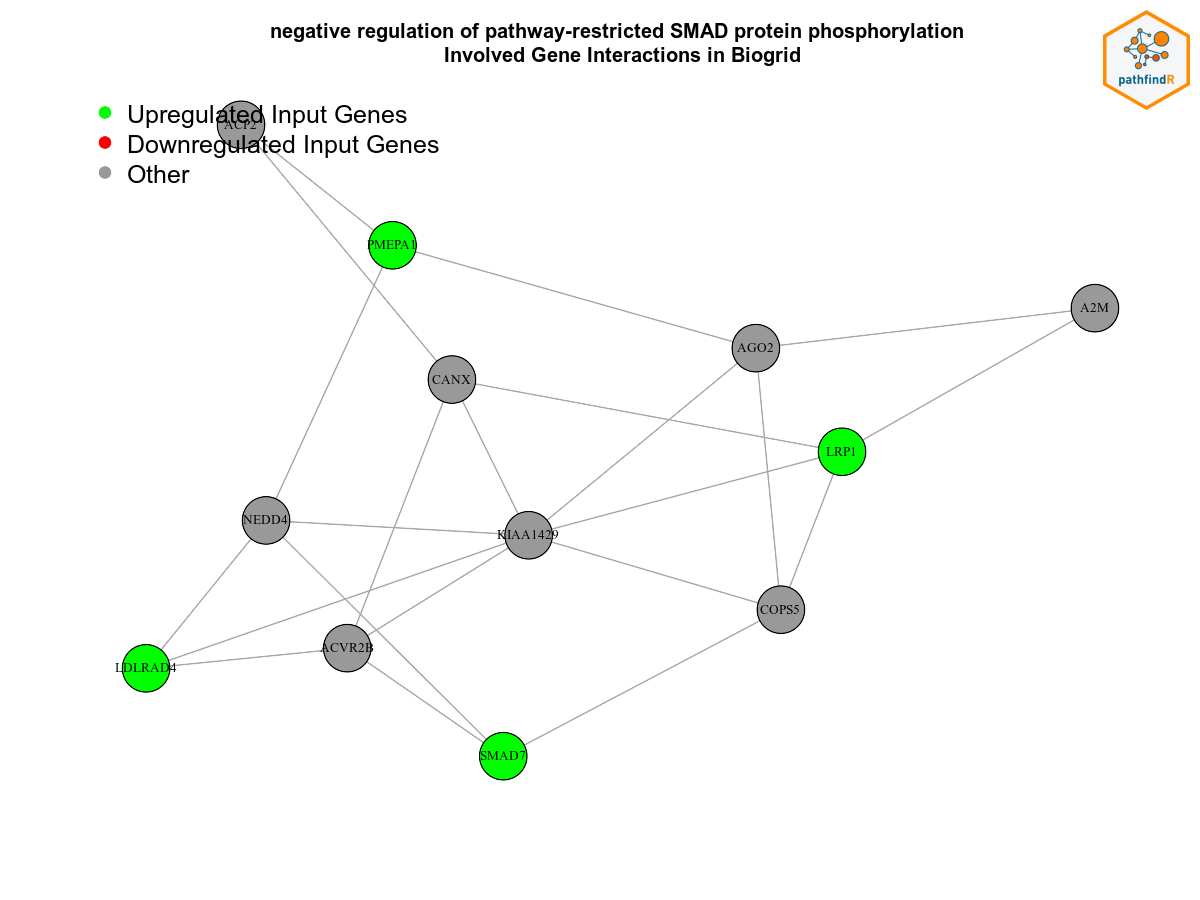 negative regulation of pathway-restricted SMAD protein phosphorylation
Involved Gene Interactions in Biogrid
pathfindR
Upregulated Input Genes
ACP2
Downregulated Input Genes
Other
PMEPA1
A2M
AGO2
CANX
LRP1
NEDD4
KIAA1429
COPS5
ACVR2B
LDLRAD4
SMAD7